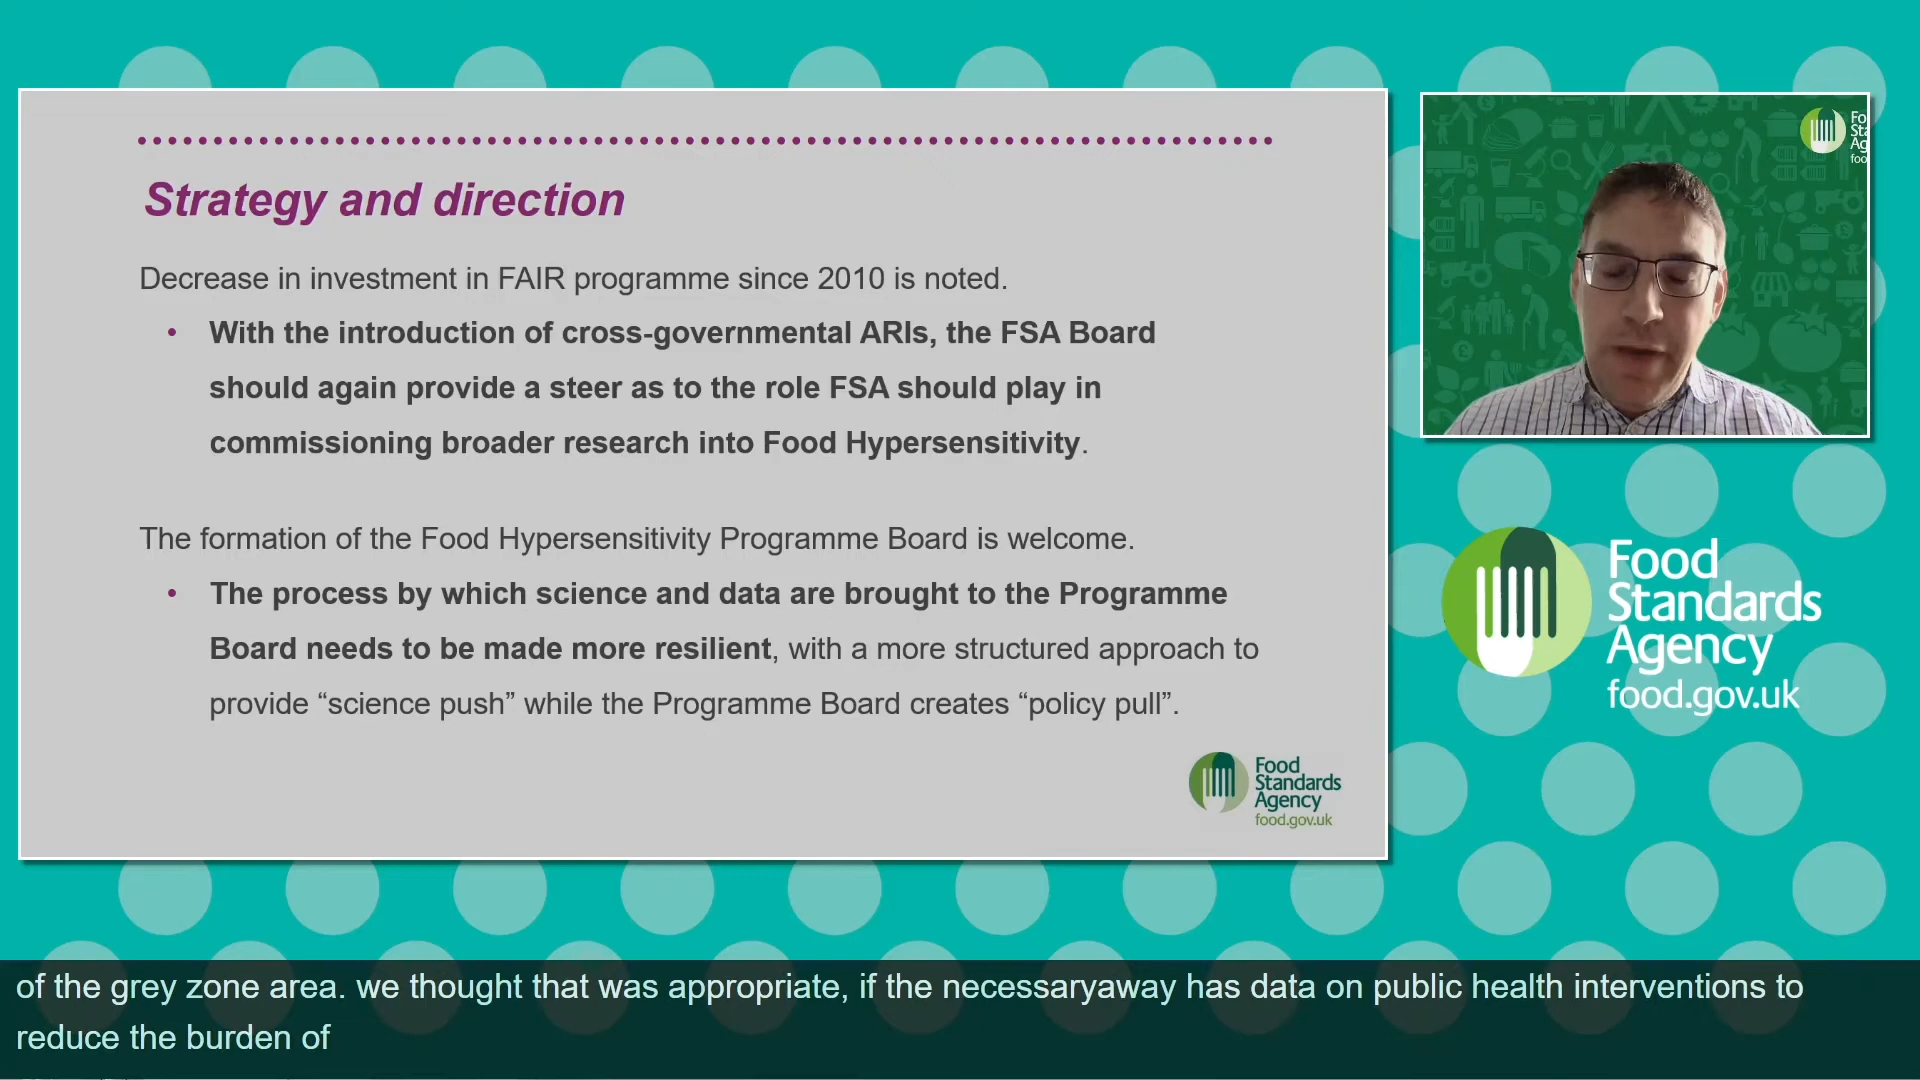 Strategy and direction
Decrease in investment in FAIR programme since 2010 is noted.
• With the introduction of cross-governmental ARIs, the FSA Board
should again provide a steer as to the role FSA should play in
commissioning broader research into Food Hypersensitivity.
The formation of the Food Hypersensitivity Programme Board is welcome.
• The process by which science and data are brought to the Programme
Board needs to be made more resilient, with a more structured approach to
provide “science push” while the Programme Board creates “policy pull”.
Food
Standards
Agency
food.gov.uk
Food
Standards
Agency
food.gov.uk
of the grey zone area. we thought that was appropriate, if the necessaryaway has data on public health interventions to
reduce the burden of